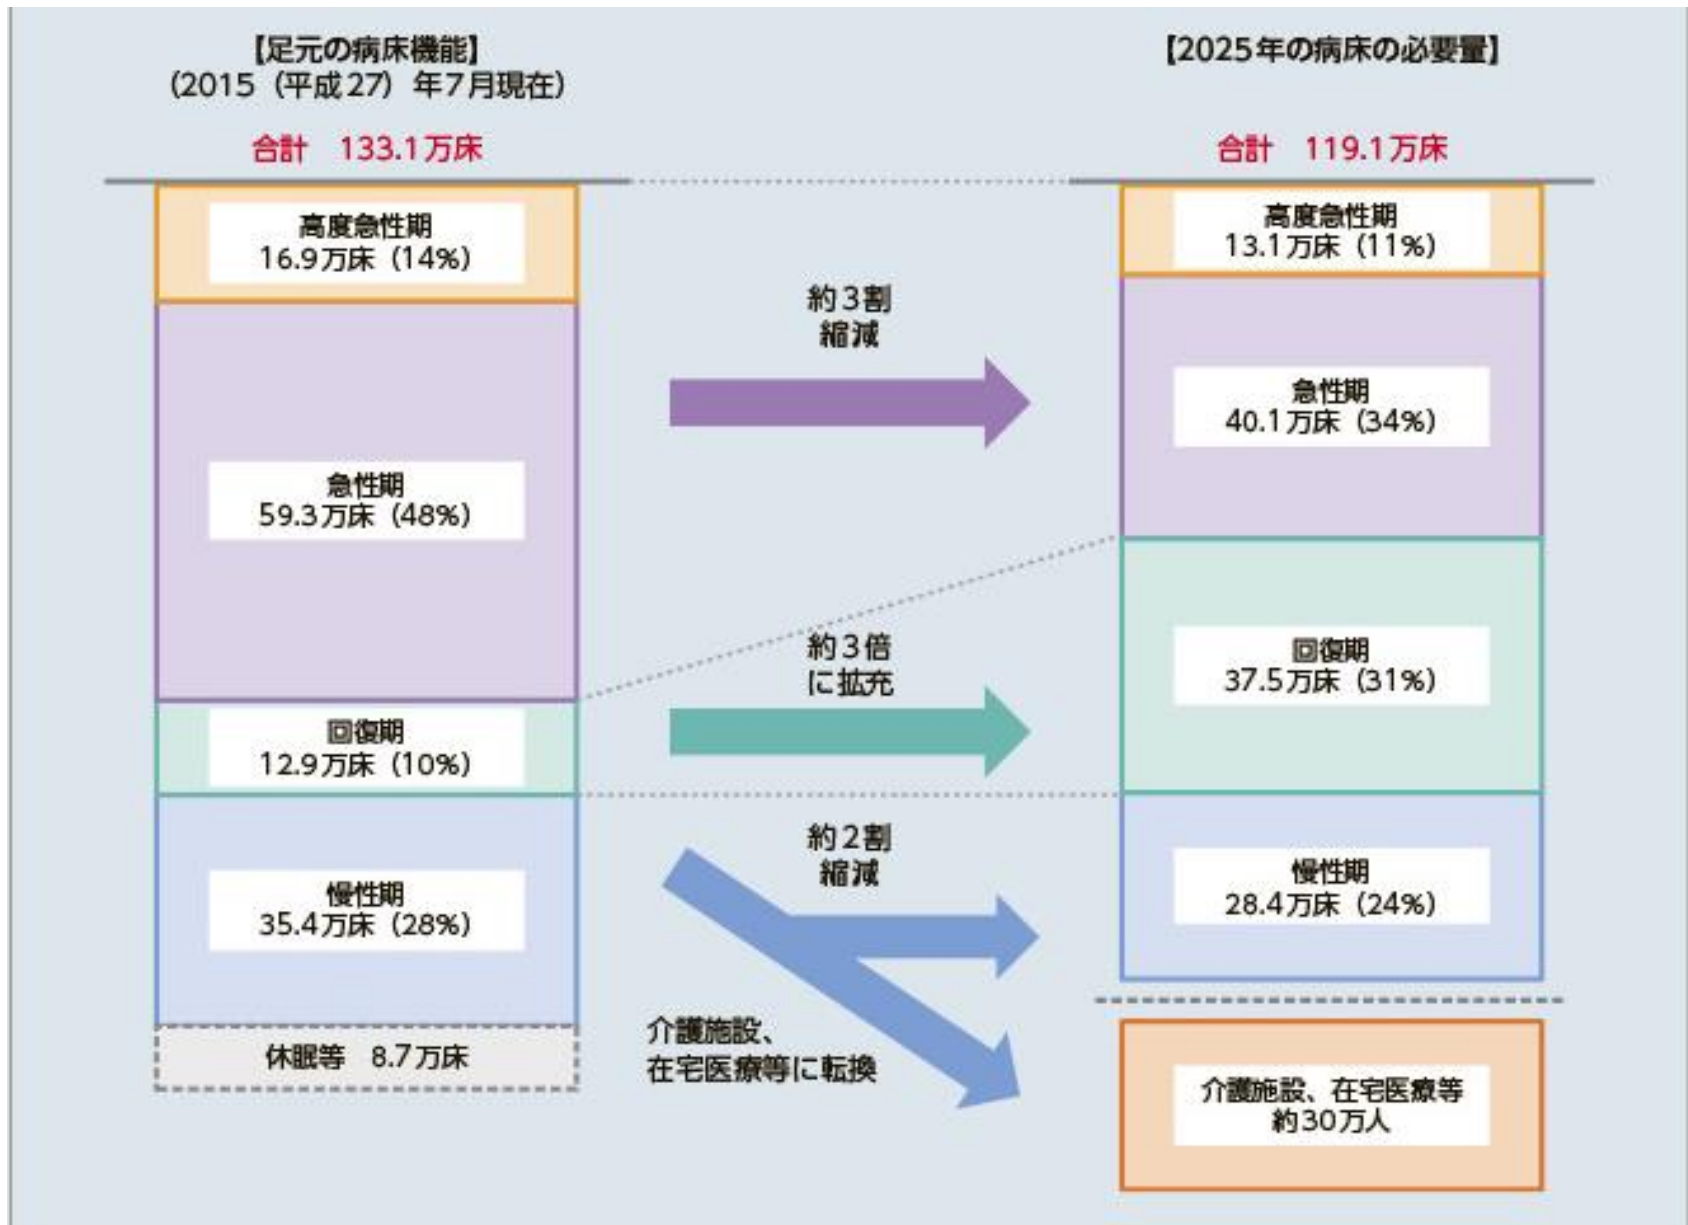 【足元の病床機能】
（2015（平成27）年7月現在）
合計　133.1万床
高度急性期
16.9万床（14%）
急性期
59.3万床（48%）
回復期
12.9万床（10%）
慢性期
35.4万床（28%）
休眠等　8.7万床
約3割
縮減
約3倍
に拡充
約2割
縮減
介護施設、
在宅医療等に転換
【2025年の病床の必要量】
合計　119.1万床
高度急性期
13.1万床（11%）
急性期
40.1万床（34%）
回復期
37.5万床（31%）
慢性期
28.4万床（24%）
介護施設、在宅医療等
約30万人